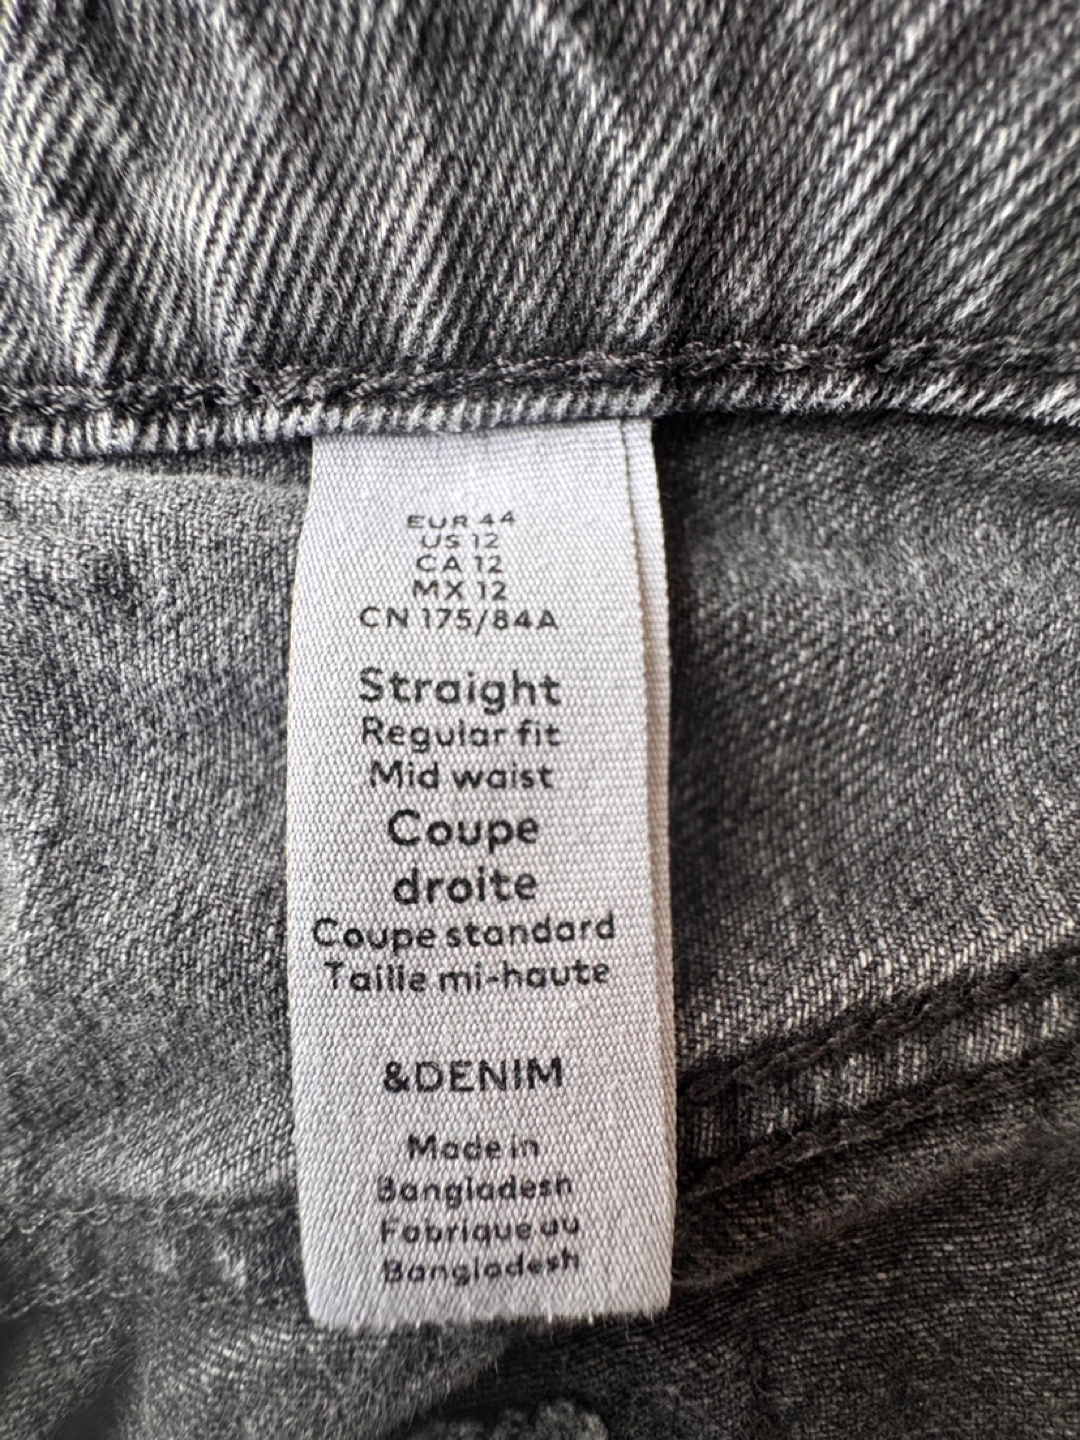 EUR 44
US 12
CA 12
MX 12
CN 175/84A
Straight
Regular fit
Mid waist
Coupe
droite
Coupe standard
Taille mi-haute
&DENIM
Made in
Bangladesh
Fabriqué au
Bangladesh